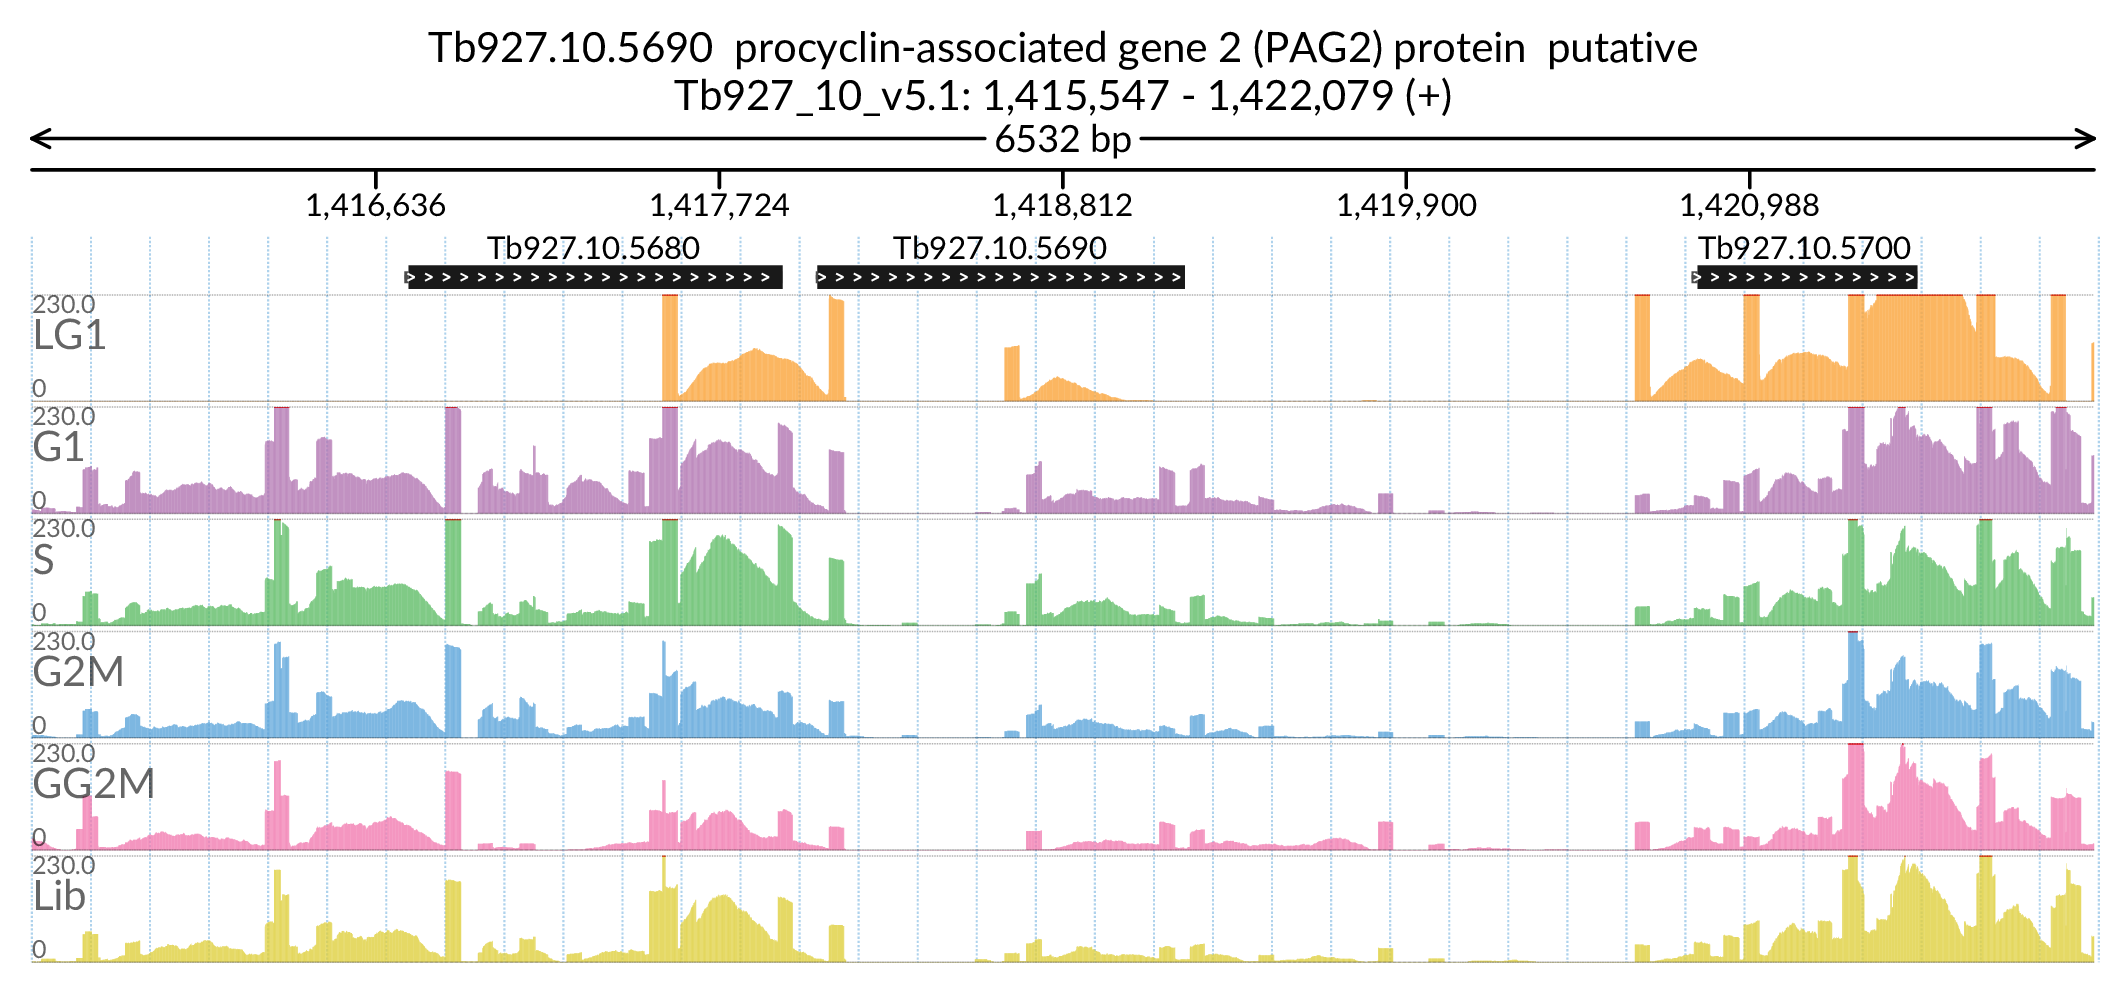 Tb927.10.5690  procyclin-associated gene 2 (PAG2) protein  putative
Tb927_10_v5.1: 1,415,547 - 1,422,079 (+)
6532 bp
1,416,636 1,417,724 1,418,812 1,419,900 1,420,988
Tb927.10.5680 Tb927.10.5690 Tb927.10.5700
230.0
LG1
0
230.0
G1
0
230.0
S
0
230.0
G2M
0
230.0
GG2M
0
230.0
Lib
0